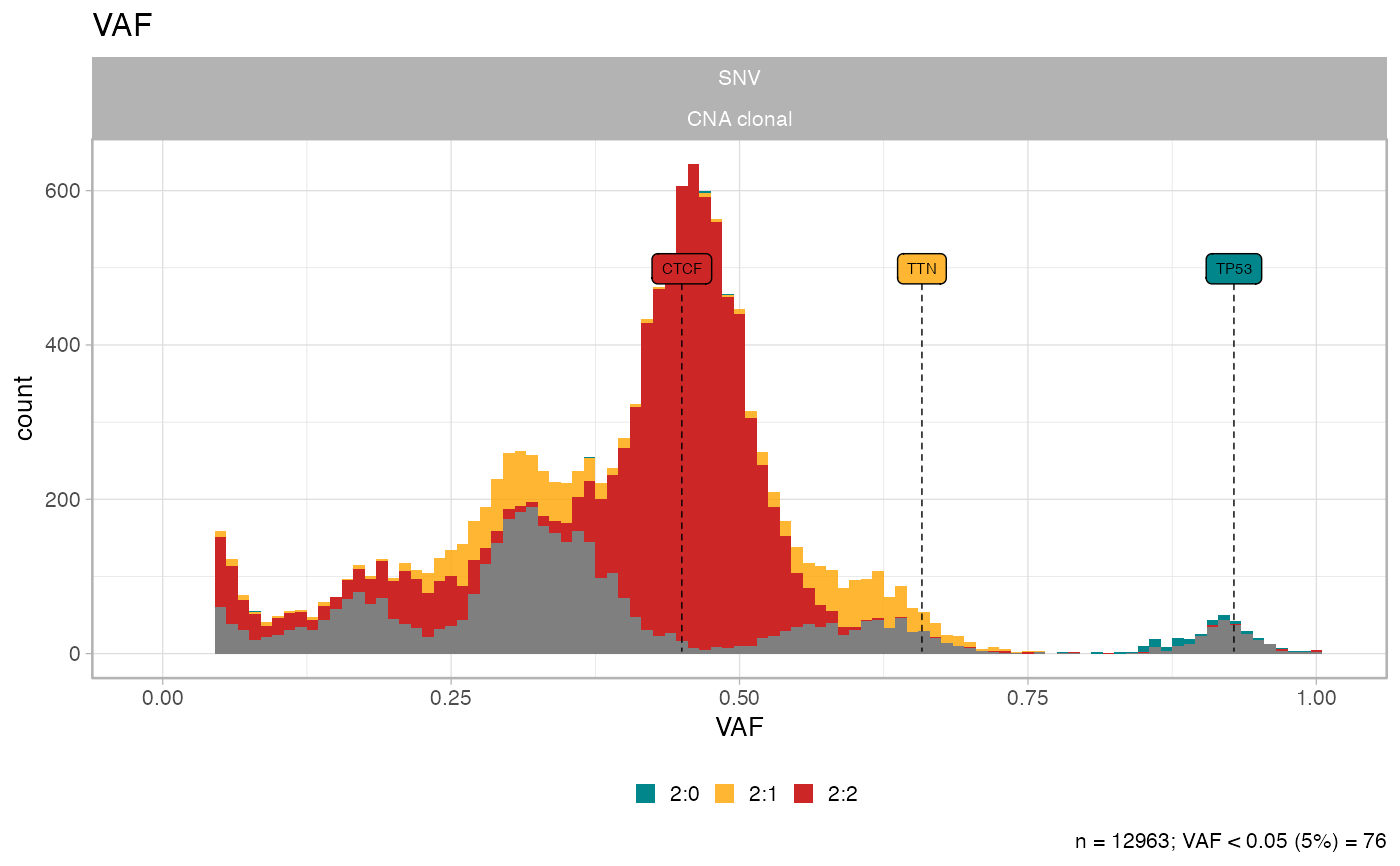 VAF
SNV
CNA clonal
600
400
200
0
count
CTCF
TTN
TP53
0.00 0.25 0.50 0.75 1.00
VAF
2:0 2:1 2:2
n = 12963; VAF < 0.05 (5%) = 76